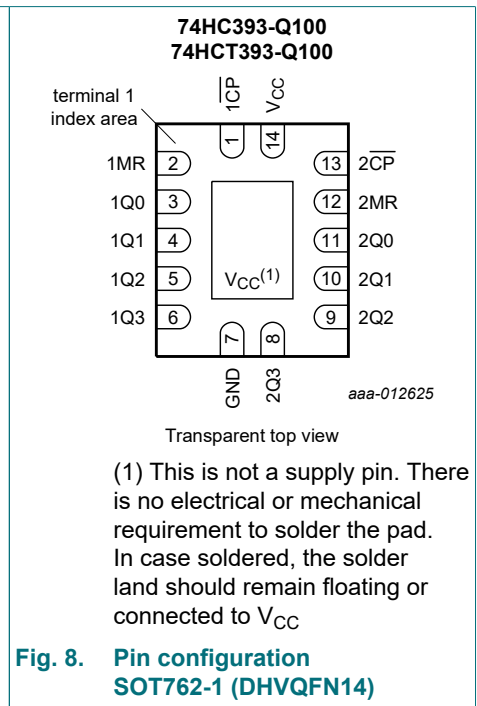 74HC393-Q100
74HCT393-Q100
terminal 1
index area
1C̅P̅
VCC
1
14
1MR 2
13 2C̅P̅
1Q0 3
12 2MR
1Q1 4
11 2Q0
1Q2 5
VCC(1)
10 2Q1
1Q3 6
9 2Q2
7
8
GND
2Q3
aaa-012625
Transparent top view
(1) This is not a supply pin. There
is no electrical or mechanical
requirement to solder the pad.
In case soldered, the solder
land should remain floating or
connected to VCC
Fig. 8. Pin configuration
SOT762-1 (DHVQFN14)